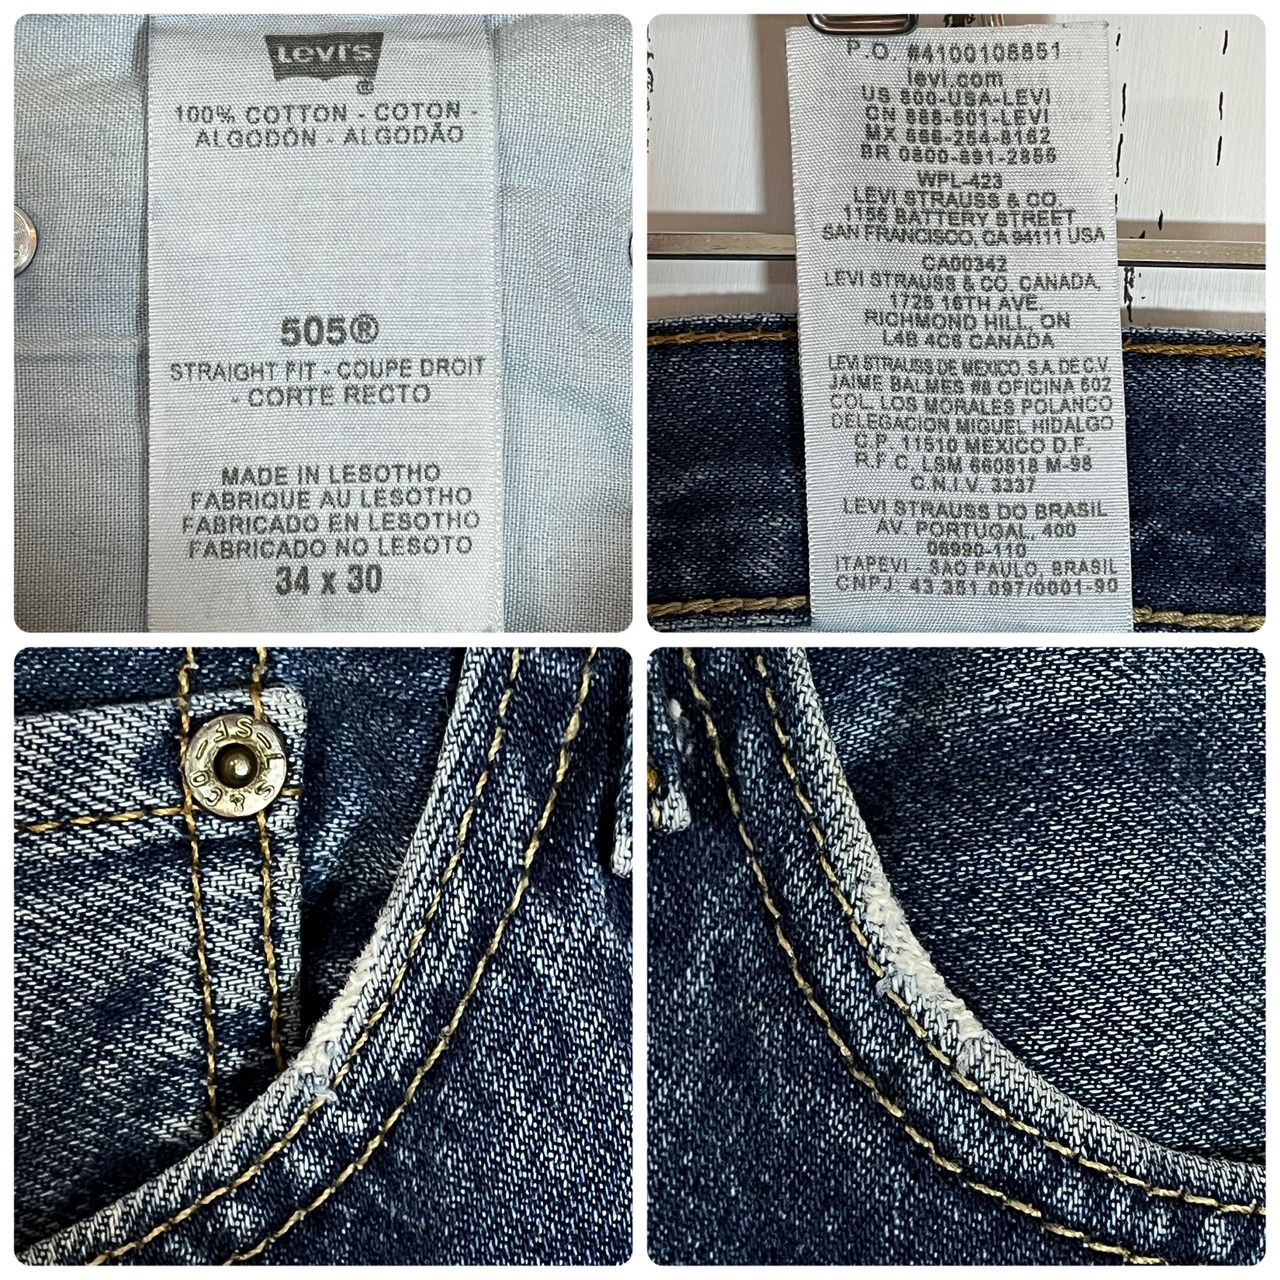 Levi's
®
100% COTTON - COTON -
ALGODÓN - ALGODÃO
505®
STRAIGHT FIT - COUPE DROIT
- CORTE RECTO
MADE IN LESOTHO
FABRIQUE AU LESOTHO
FABRICADO EN LESOTHO
FABRICADO NO LESOTO
34 x 30
P.O. #4100106851
levi.com
US 800-USA-LEVI
CN 888-501-LEVI
MX 866-254-8162
BR 0800-891-2855
WPL-423
LEVI STRAUSS & CO.
1155 BATTERY STREET
SAN FRANCISCO, CA 94111 USA
CA00342
LEVI STRAUSS & CO. CANADA,
1725 16TH AVE,
RICHMOND HILL, ON
L4B 4C6 CANADA
LEVI STRAUSS DE MEXICO, S.A. DE C.V.
JAIME BALMES #8 OFICINA 602
COL. LOS MORALES POLANCO
DELEGACION MIGUEL HIDALGO
C.P. 11510 MEXICO D.F.
R.F.C. LSM 660818 M-98
C.N.I.V. 3337
LEVI STRAUSS DO BRASIL
AV. PORTUGAL, 400
06690-110
ITAPEVI - SAO PAULO, BRASIL
CNPJ: 43.351.097/0001-90
L-S-F-
CO & S